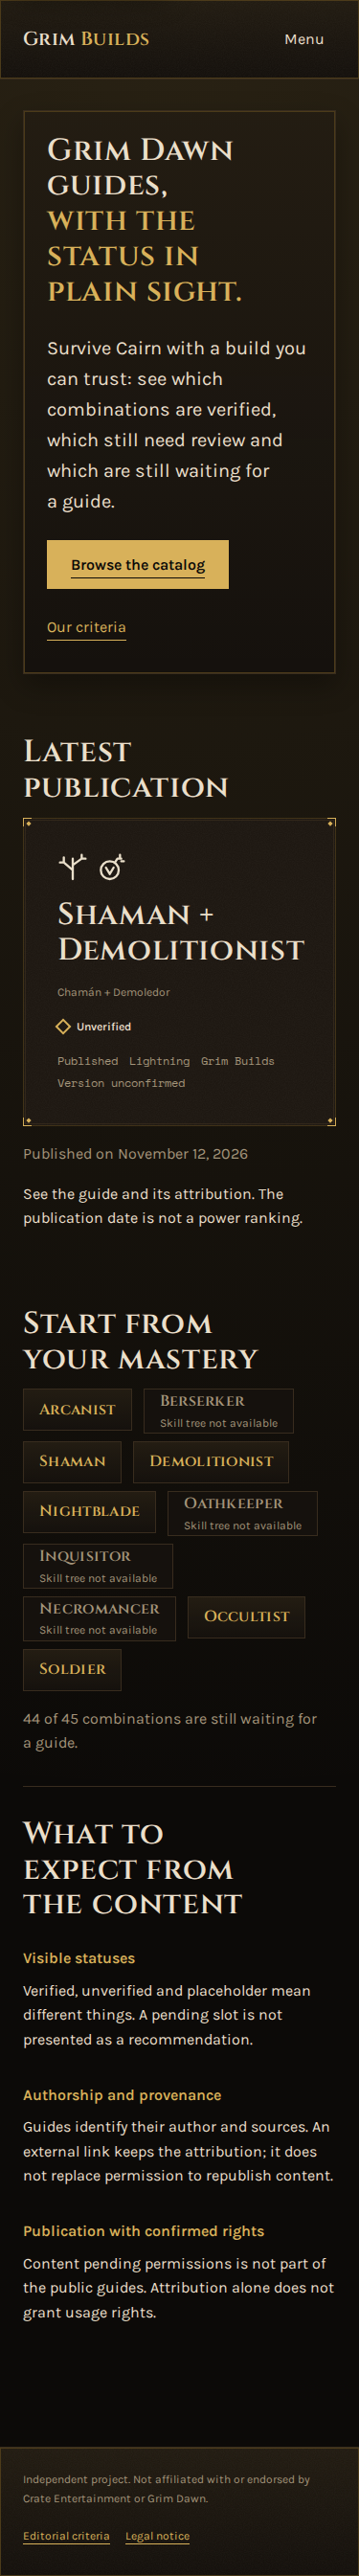 Grim Builds
Menu
Grim Dawn
guides,
with the
status in
plain sight.
Survive Cairn with a build you
can trust: see which
combinations are verified,
which still need review and
which are still waiting for
a guide.
Browse the catalog
Our criteria
Latest
publication
Shaman +
Demolitionist
Chamán + Demoledor
Unverified
Published Lightning Grim Builds
Version unconfirmed
Published on November 12, 2026
See the guide and its attribution. The
publication date is not a power ranking.
Start from
your mastery
Arcanist
Berserker
Skill tree not available
Shaman
Demolitionist
Nightblade
Oathkeeper
Skill tree not available
Inquisitor
Skill tree not available
Necromancer
Skill tree not available
Occultist
Soldier
44 of 45 combinations are still waiting for
a guide.
What to
expect from
the content
Visible statuses
Verified, unverified and placeholder mean
different things. A pending slot is not
presented as a recommendation.
Authorship and provenance
Guides identify their author and sources. An
external link keeps the attribution; it does
not replace permission to republish content.
Publication with confirmed rights
Content pending permissions is not part of
the public guides. Attribution alone does not
grant usage rights.
Independent project. Not affiliated with or endorsed by
Crate Entertainment or Grim Dawn.
Editorial criteria
Legal notice